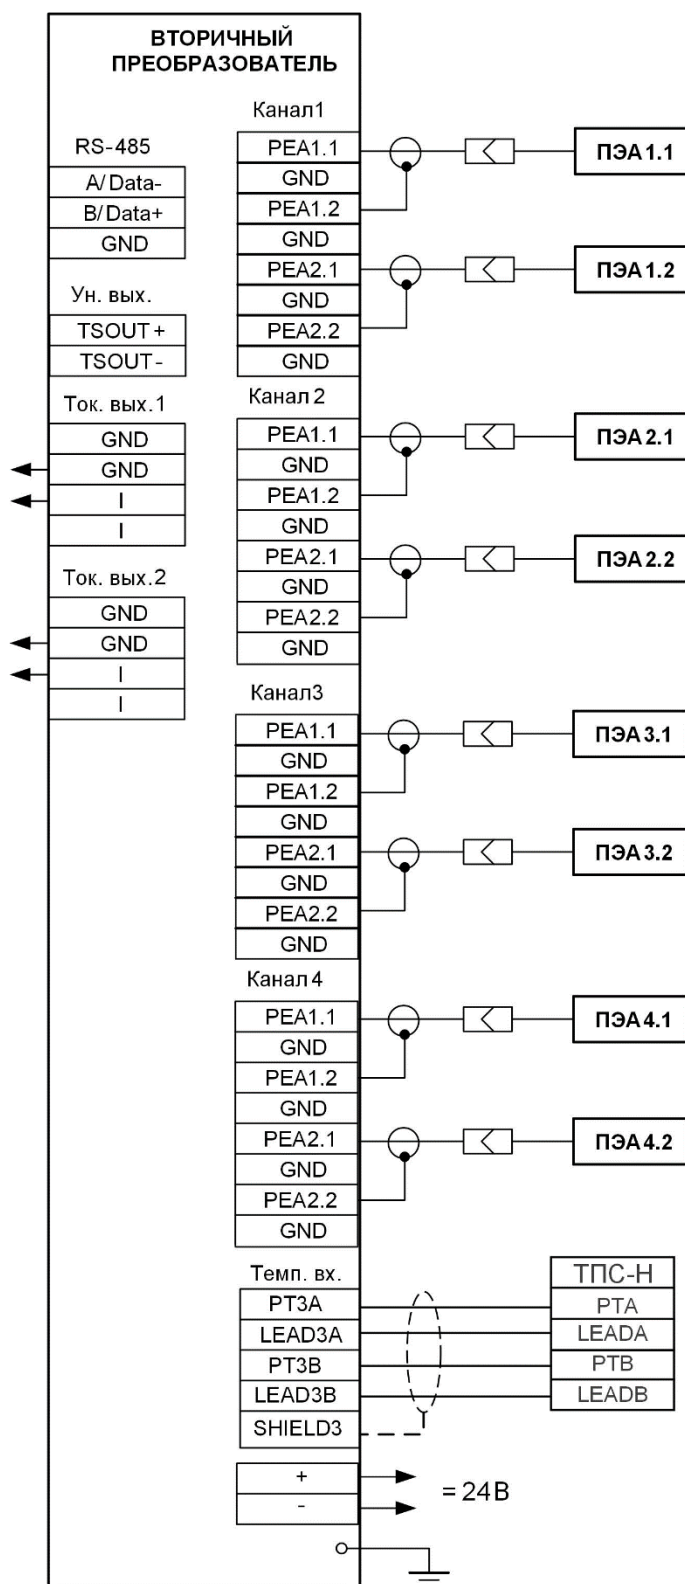 ВТОРИЧНЫЙ
ПРЕОБРАЗОВАТЕЛЬ
RS-485
A/Data-
B/Data+
GND
Ун. вых.
TSOUT+
TSOUT-
Ток. вых.1
GND
GND
I
I
Ток. вых.2
GND
GND
I
I
Канал1
PEA1.1
GND
PEA1.2
GND
PEA2.1
GND
PEA2.2
GND
Канал 2
PEA1.1
GND
PEA1.2
GND
PEA2.1
GND
PEA2.2
GND
Канал3
PEA1.1
GND
PEA1.2
GND
PEA2.1
GND
PEA2.2
GND
Канал 4
PEA1.1
GND
PEA1.2
GND
PEA2.1
GND
PEA2.2
GND
Темп. вх.
PT3A
LEAD3A
PT3B
LEAD3B
SHIELD3
+
-
= 24В
ПЭА 1.1
ПЭА 1.2
ПЭА 2.1
ПЭА 2.2
ПЭА 3.1
ПЭА 3.2
ПЭА 4.1
ПЭА 4.2
ТПС-Н
PTA
LEADA
PTB
LEADB